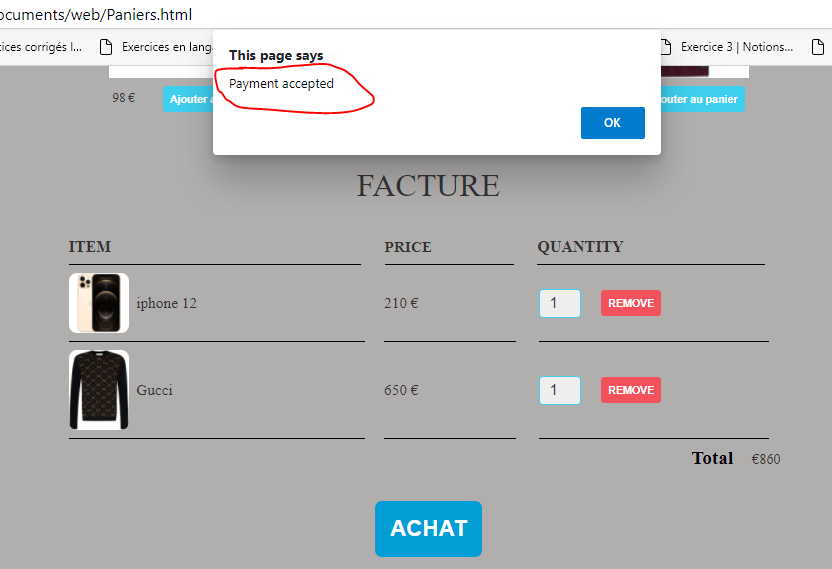 ocuments/web/Paniers.html
ices corrigés l... Exercices en lang Exercice 3 | Notions...
This page says
Payment accepted
OK
98 € Ajouter outer au panier
FACTURE
ITEM PRICE QUANTITY
iphone 12 210 € 1 REMOVE
Gucci 650 € 1 REMOVE
Total €860
ACHAT